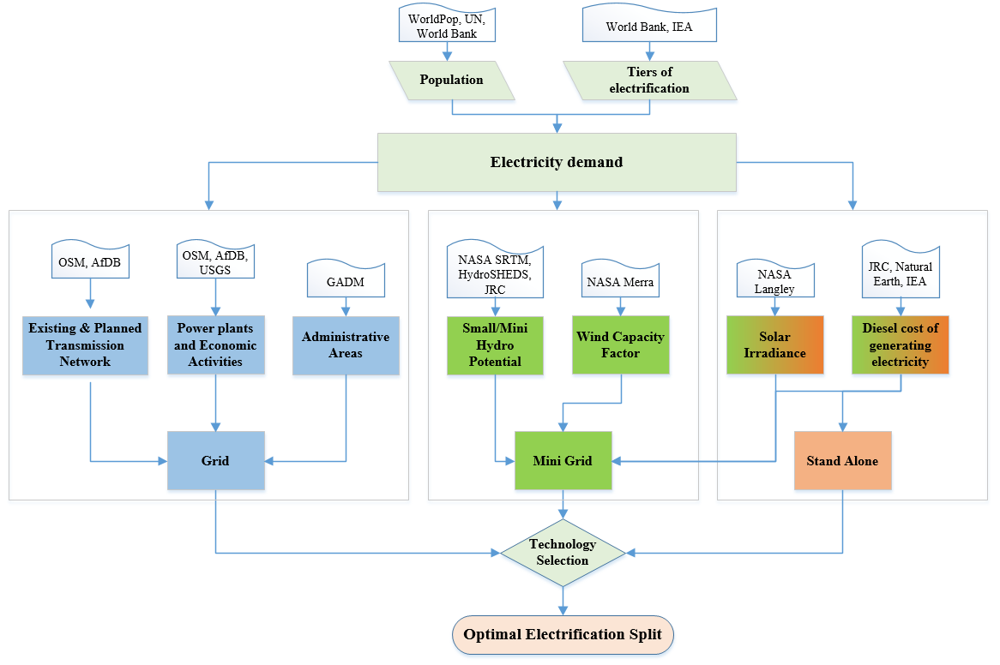 WorldPop, UN,
World Bank
World Bank, IEA
Population
Tiers of
electrification
Electricity demand
OSM, AfDB
OSM, AfDB,
USGS
GADM
NASA SRTM,
HydroSHEDS,
JRC
NASA Merra
NASA
Langley
JRC, Natural
Earth, IEA
Existing & Planned
Transmission
Network
Power plants
and Economic
Activities
Administrative
Areas
Small/Mini
Hydro
Potential
Wind Capacity
Factor
Solar
Irradiance
Diesel cost of
generating
electricity
Grid
Mini Grid
Stand Alone
Technology
Selection
Optimal Electrification Split